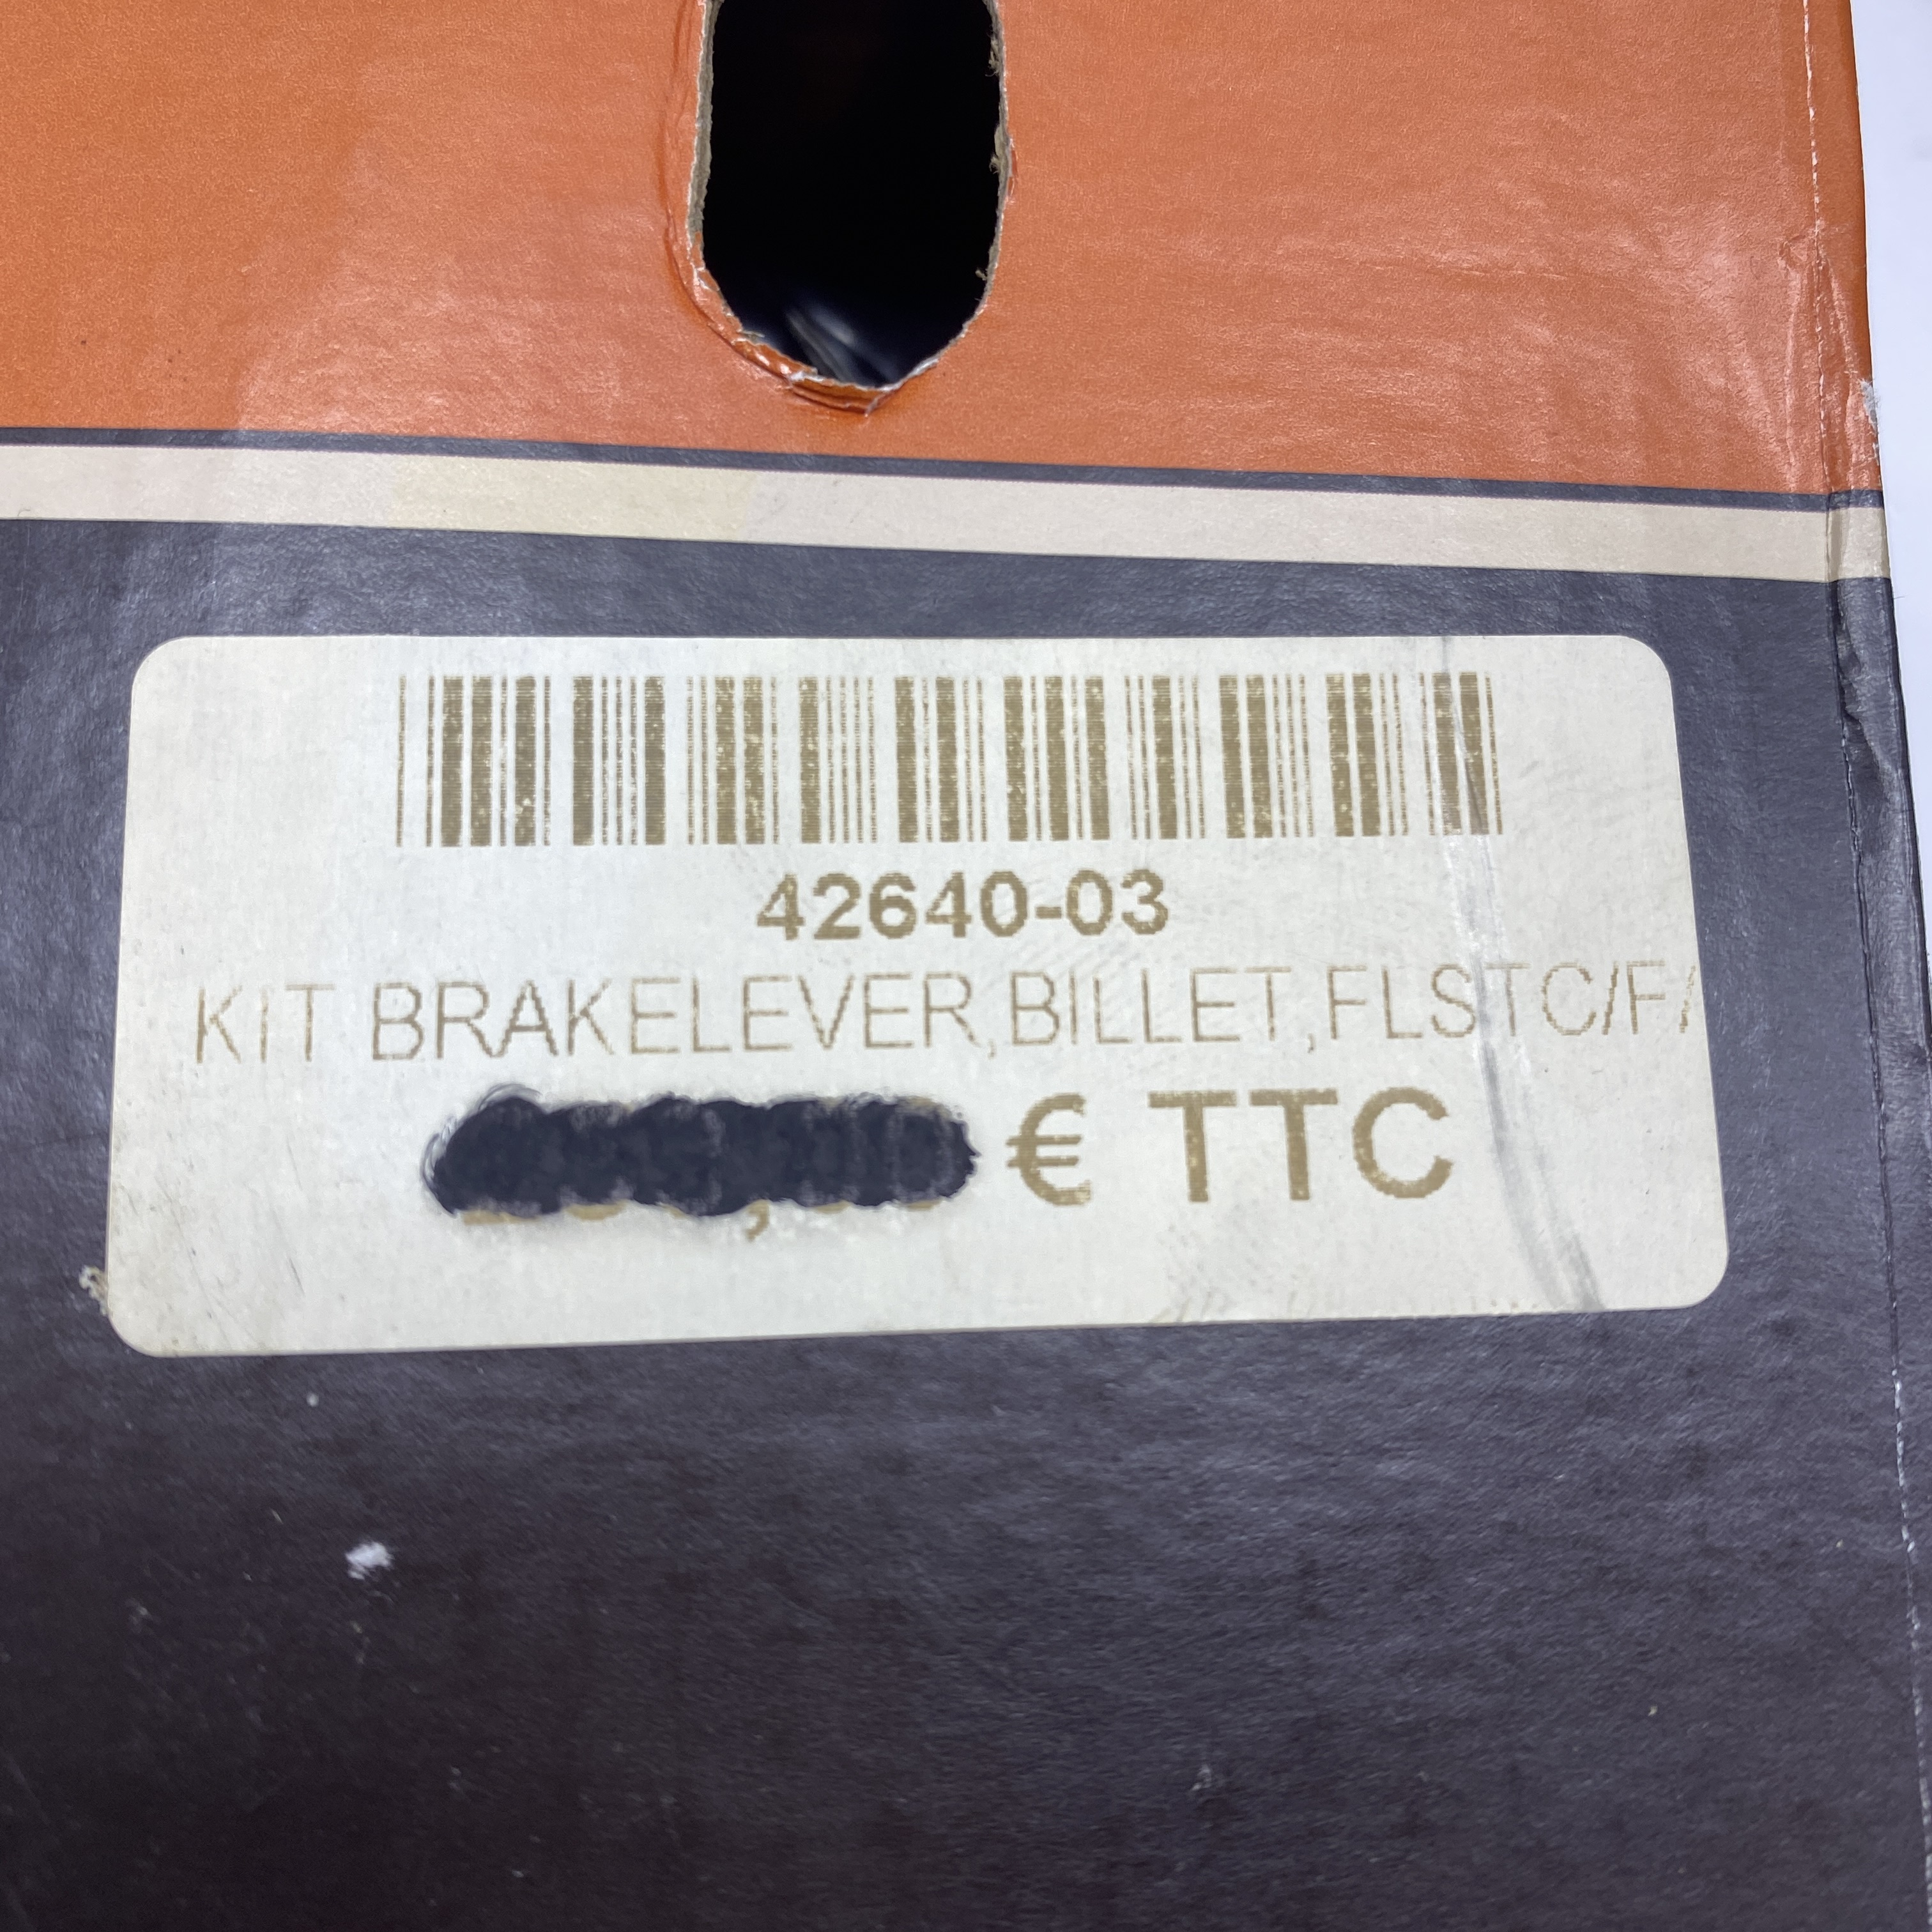 42640-03
KIT BRAKELEVER,BILLET,FLSTC/F/
€ TTC